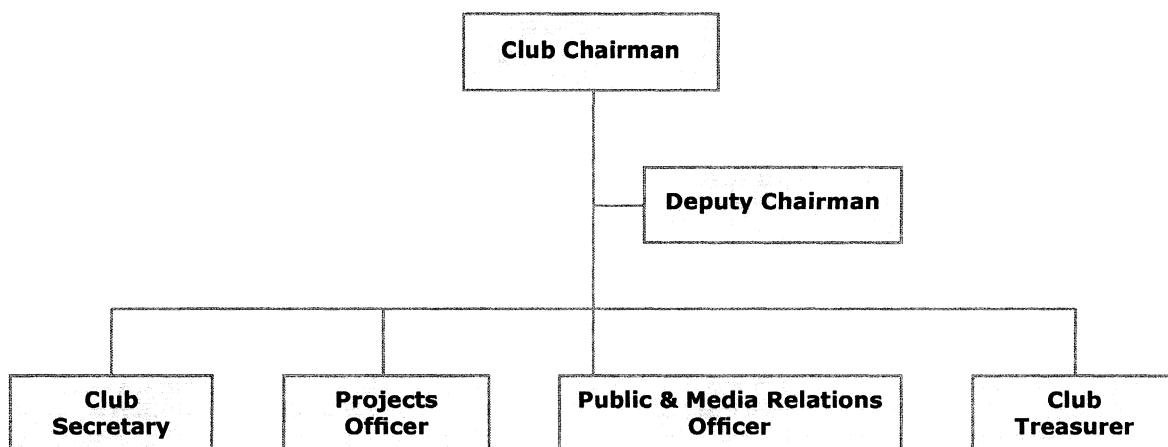 Club Chairman
Deputy Chairman
Club
Secretary
Projects
Officer
Public & Media Relations
Officer
Club
Treasurer